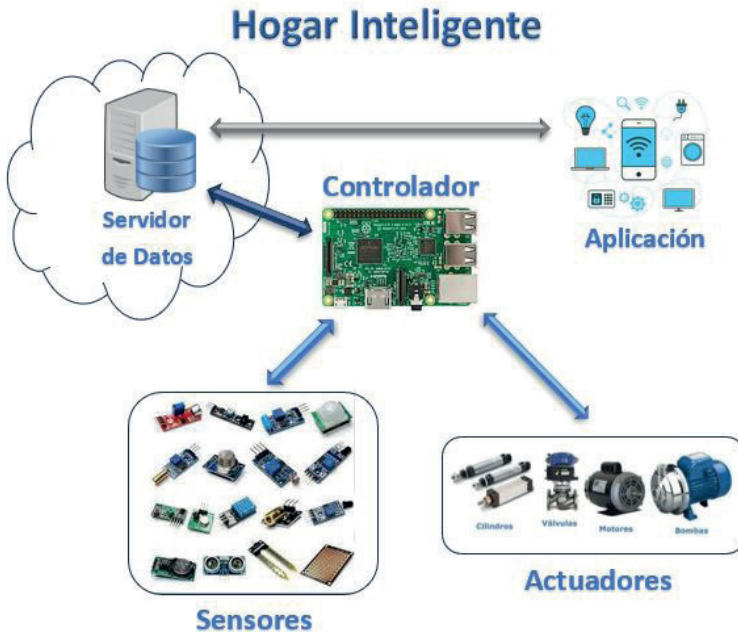 Hogar Inteligente
Servidor
de Datos
Controlador
Aplicación
Sensores
Cilindros
Válvulas
Motores
Bombas
Actuadores